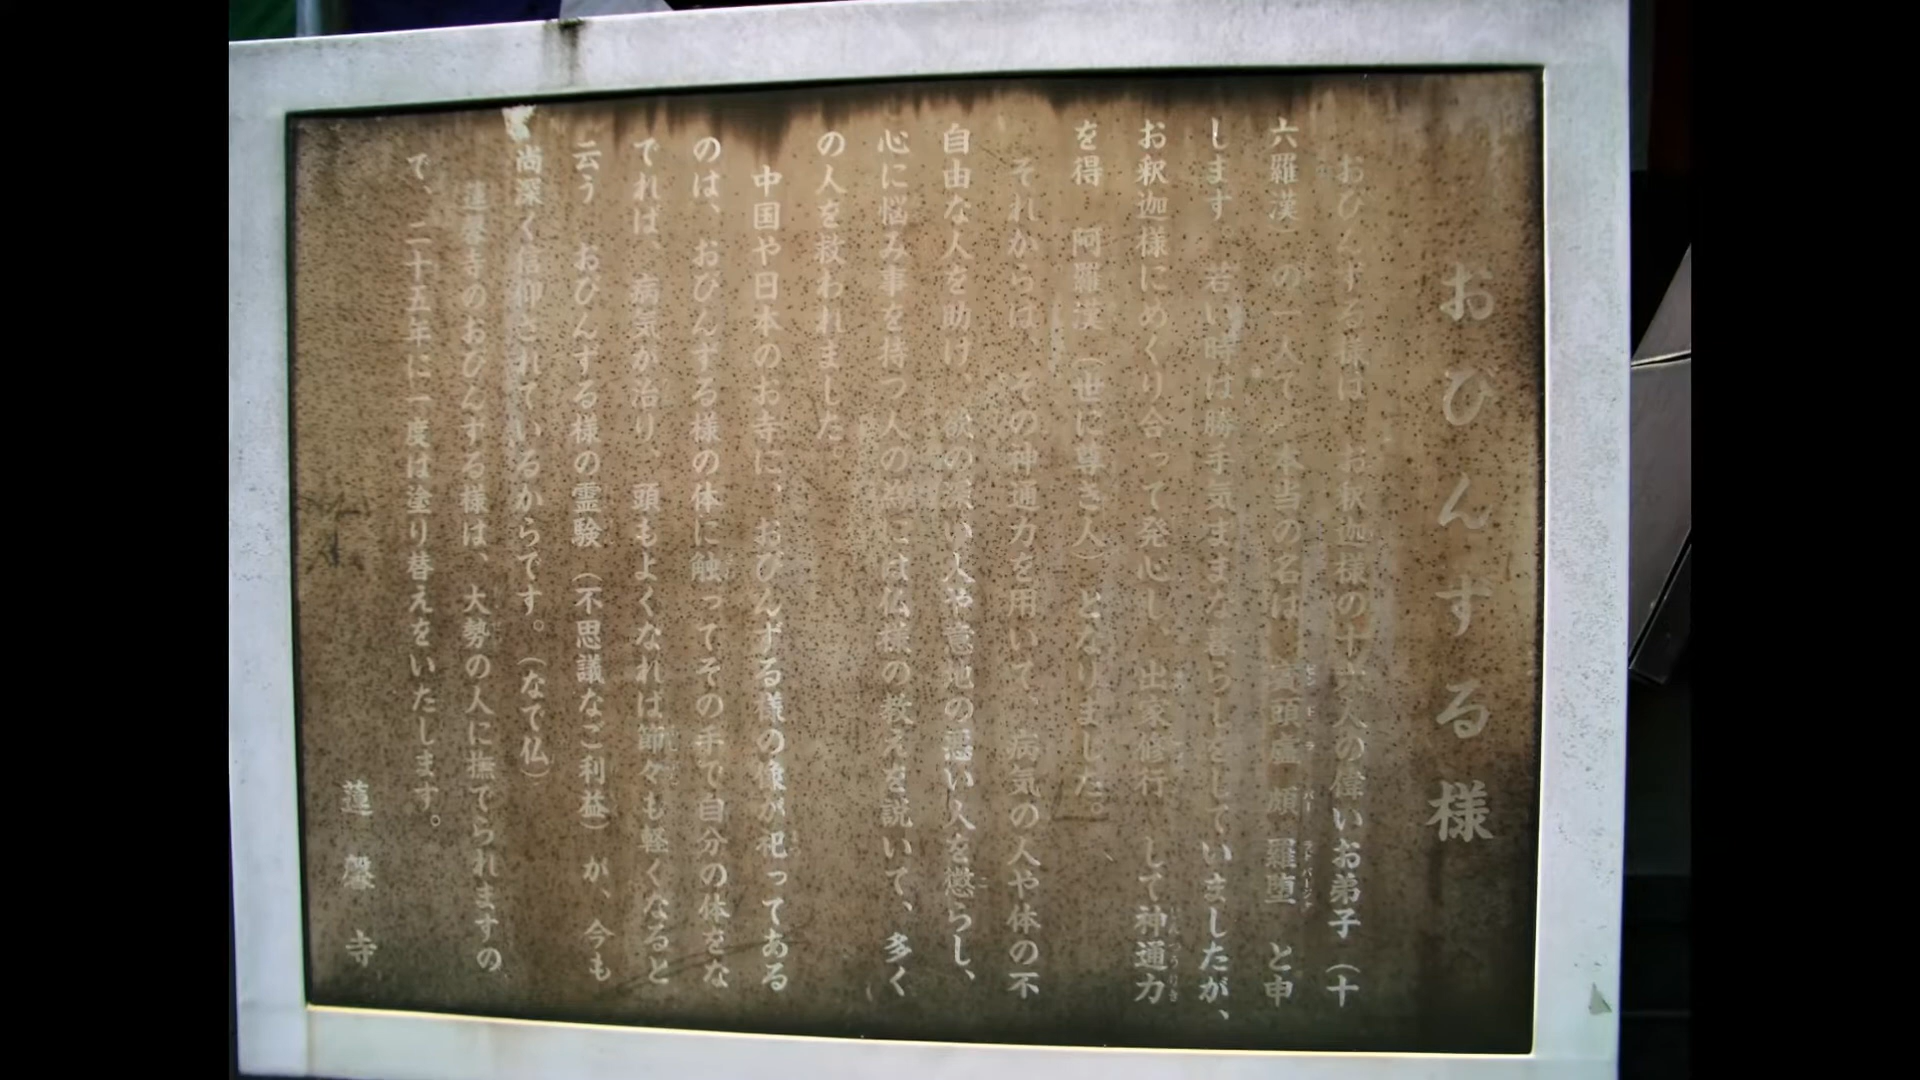 おびんずる様
おびんずる様は お釈迦様の十六人の偉いお弟子（十
六羅漢）の一人で 本当の名は 頭盧 頗羅堕 と申
します。若い時は勝手気ままな暮らしをしていましたが、
お釈迦様にめぐり合って発心し、出家修行 して神通力
を得 阿羅漢（世に尊き人）となりました。
それからは、その神通力を用いて、病気の人や体の不
自由な人を助け、欲の深い人や意地の悪い人を懲らし、
心に悩み事を持つ人の為には仏様の教えを説いて、多く
の人を救われました。
中国や日本のお寺に、おびんずる様の像が祀ってある
のは、おびんずる様の体に触ってその手で自分の体をな
でれば、病気が治り、頭もよくなれば節々も軽くなると
云う おびんずる様の霊験（不思議なご利益）が、今も
尚深く信仰されているからです。（なで仏）
蓮馨寺のおびんずる様は、大勢の人に撫でられますの
で、二十五年に一度は塗り替えをいたします。
蓮馨寺